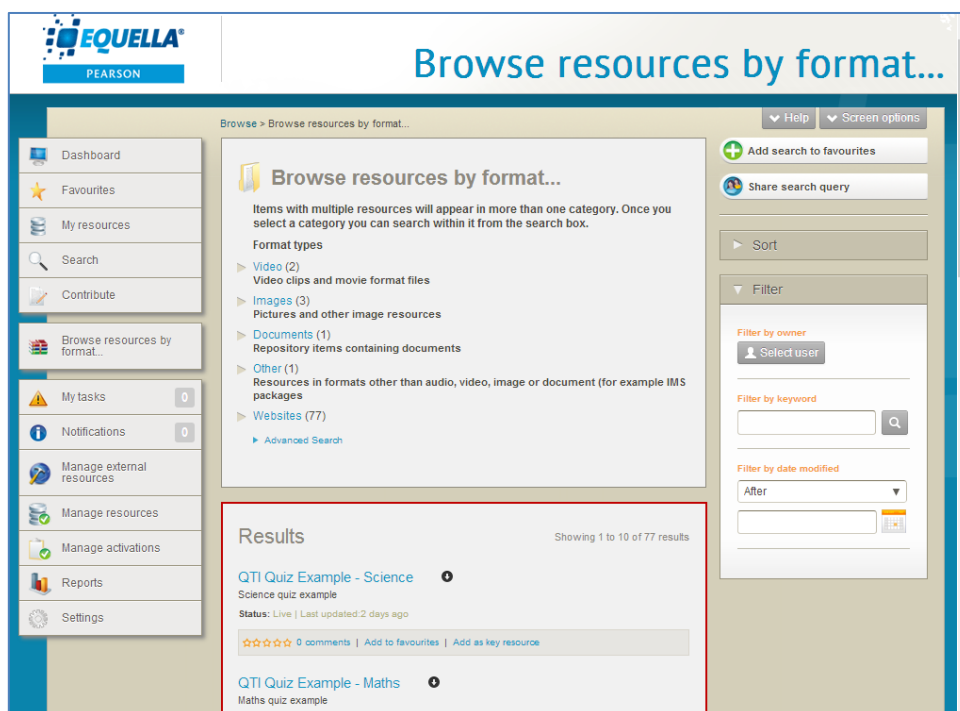 EQUELLA®
PEARSON
Browse resources by format...
Browse > Browse resources by format...
Help
Screen options
Dashboard
Favourites
My resources
Search
Contribute
Browse resources by
format...
My tasks 0
Notifications 0
Manage external
resources
Manage resources
Manage activations
Reports
Settings
Browse resources by format...
Items with multiple resources will appear in more than one category. Once you
select a category you can search within it from the search box.
Format types
Video (2)
Video clips and movie format files
Images (3)
Pictures and other image resources
Documents (1)
Repository items containing documents
Other (1)
Resources in formats other than audio, video, image or document (for example IMS
packages
Websites (77)
Advanced Search
Results
Showing 1 to 10 of 77 results
QTI Quiz Example - Science
Science quiz example
Status: Live | Last updated:2 days ago
0 comments | Add to favourites | Add as key resource
QTI Quiz Example - Maths
Maths quiz example
Add search to favourites
Share search query
Sort
Filter
Filter by owner
Select user
Filter by keyword
Filter by date modified
After